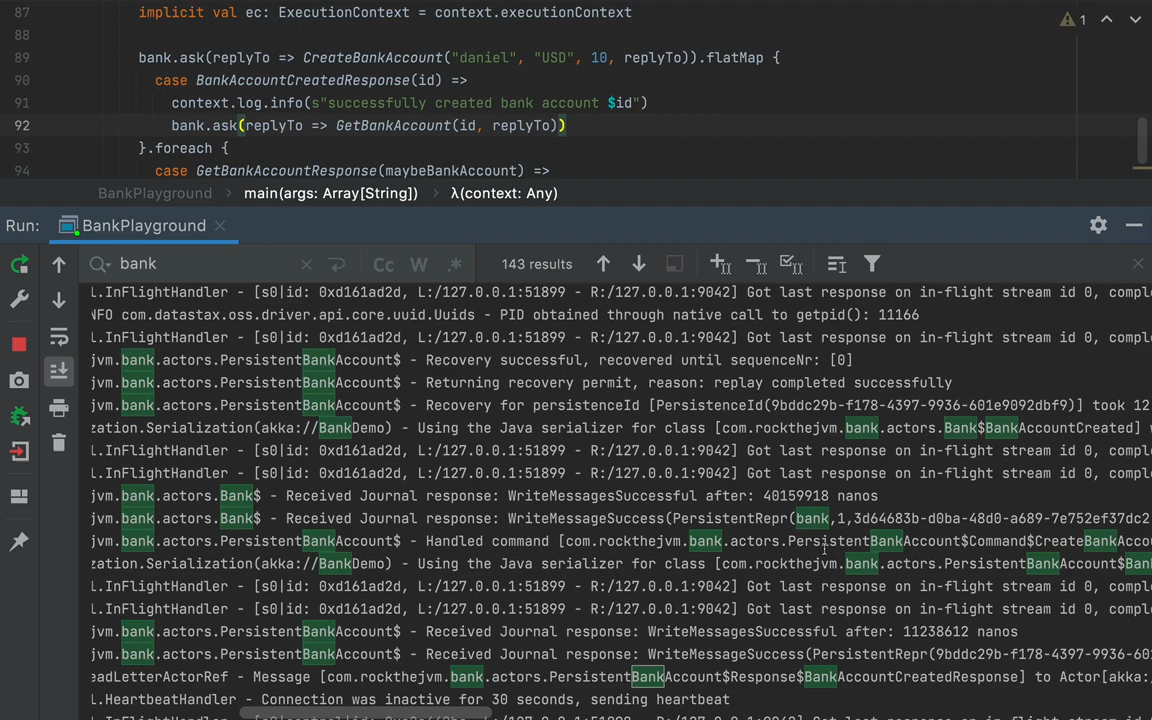 87 implicit val ec: ExecutionContext = context.executionContext
1
88
89 bank.ask(replyTo => CreateBankAccount("daniel", "USD", 10, replyTo)).flatMap {
90 case BankAccountCreatedResponse(id) =>
91 context.log.info(s"successfully created bank account $id")
92 bank.ask(replyTo => GetBankAccount(id, replyTo))
93 }.foreach {
94 case GetBankAccountResponse(maybeBankAccount) =>
BankPlayground > main(args: Array[String]) > λ(context: Any)
Run: BankPlayground
bank Cc W .* 143 results
l.InFlightHandler - [s0|id: 0xd161ad2d, L:/127.0.0.1:51899 - R:/127.0.0.1:9042] Got last response on in-flight stream id 0, comple
NFO com.datastax.oss.driver.api.core.uuid.Uuids - PID obtained through native call to getpid(): 11166
l.InFlightHandler - [s0|id: 0xd161ad2d, L:/127.0.0.1:51899 - R:/127.0.0.1:9042] Got last response on in-flight stream id 0, comple
jvm.bank.actors.PersistentBankAccount$ - Recovery successful, recovered until sequenceNr: [0]
jvm.bank.actors.PersistentBankAccount$ - Returning recovery permit, reason: replay completed successfully
jvm.bank.actors.PersistentBankAccount$ - Recovery for persistenceId [PersistenceId(9bddc29b-f178-4397-9936-601e9092dbf9)] took 12
zation.Serialization(akka://BankDemo) - Using the Java serializer for class [com.rockthejvm.bank.actors.Bank$BankAccountCreated] w
l.InFlightHandler - [s0|id: 0xd161ad2d, L:/127.0.0.1:51899 - R:/127.0.0.1:9042] Got last response on in-flight stream id 0, comple
l.InFlightHandler - [s0|id: 0xd161ad2d, L:/127.0.0.1:51899 - R:/127.0.0.1:9042] Got last response on in-flight stream id 0, comple
jvm.bank.actors.Bank$ - Received Journal response: WriteMessagesSuccessful after: 40159918 nanos
jvm.bank.actors.Bank$ - Received Journal response: WriteMessageSuccess(PersistentRepr(bank,1,3d64683b-d0ba-48d0-a689-7e752ef37dc2
jvm.bank.actors.PersistentBankAccount$ - Handled command [com.rockthejvm.bank.actors.PersistentBankAccount$Command$CreateBankAccou
zation.Serialization(akka://BankDemo) - Using the Java serializer for class [com.rockthejvm.bank.actors.PersistentBankAccount$Bank
l.InFlightHandler - [s0|id: 0xd161ad2d, L:/127.0.0.1:51899 - R:/127.0.0.1:9042] Got last response on in-flight stream id 0, comple
l.InFlightHandler - [s0|id: 0xd161ad2d, L:/127.0.0.1:51899 - R:/127.0.0.1:9042] Got last response on in-flight stream id 0, comple
jvm.bank.actors.PersistentBankAccount$ - Received Journal response: WriteMessagesSuccessful after: 11238612 nanos
jvm.bank.actors.PersistentBankAccount$ - Received Journal response: WriteMessageSuccess(PersistentRepr(9bddc29b-f178-4397-9936-601
eadLetterActorRef - Message [com.rockthejvm.bank.actors.PersistentBankAccount$Response$BankAccountCreatedResponse] to Actor[akka:/
l.HeartbeatHandler - Connection was inactive for 30 seconds, sending heartbeat